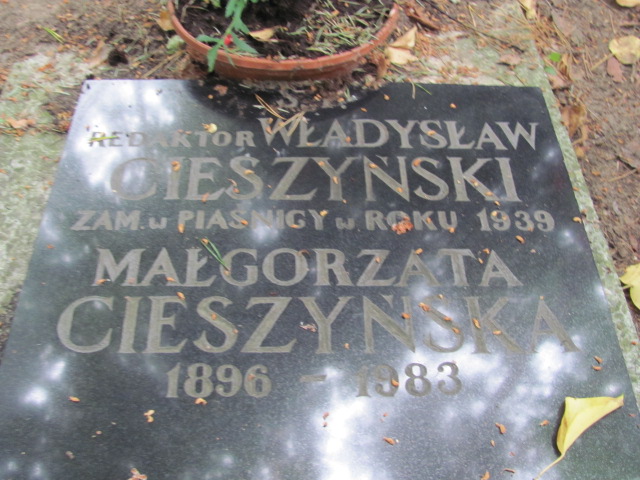 REDAKTOR WŁADYSŁAW
CIESZYŃSKI
ZAM. w PIAŚNICY w ROKU 1939
MAŁGORZATA
CIESZYŃSKA
1896 - 1983